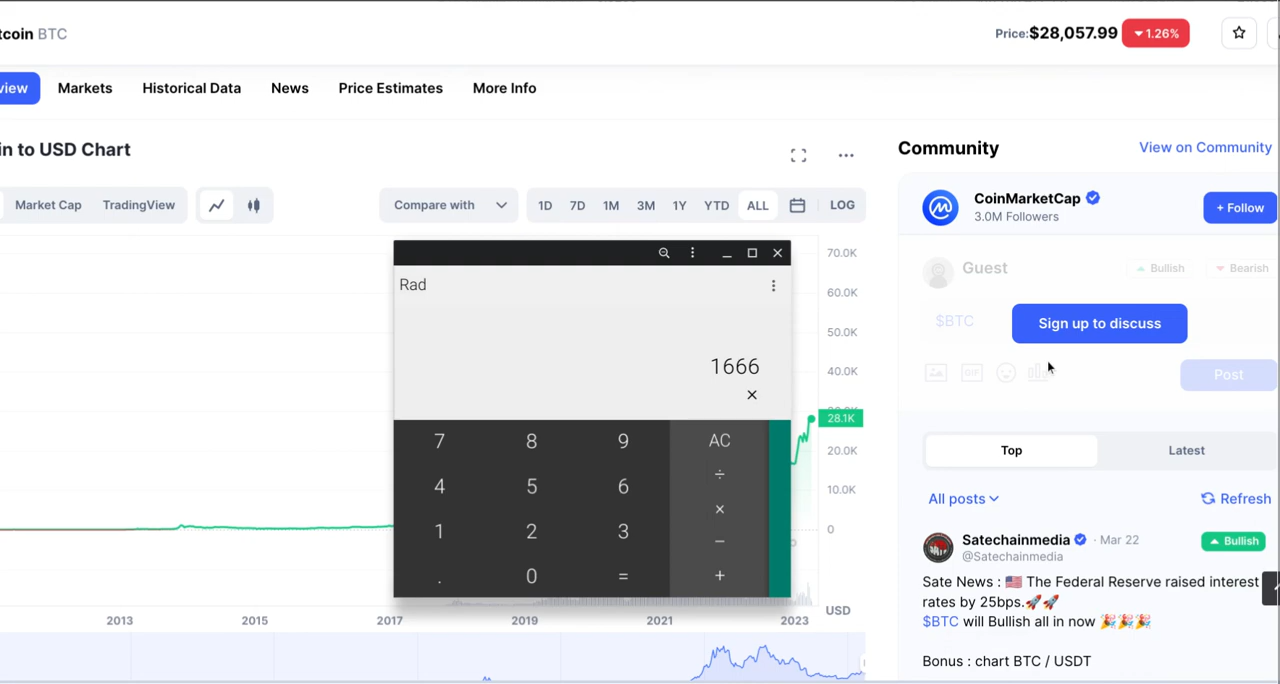 tcoin BTC
Price:$28,057.99 1.26%
view
Markets
Historical Data
News
Price Estimates
More Info
in to USD Chart
Market Cap
TradingView
Compare with
1D 7D 1M 3M 1Y YTD ALL
LOG
70.0K
60.0K
50.0K
40.0K
28.1K
20.0K
10.0K
0
USD
2013 2015 2017 2019 2021 2023
Rad
1666
×
7 8 9 AC
÷
4 5 6
×
1 2 3
−
. 0 = +
Community
View on Community
CoinMarketCap
3.0M Followers
+ Follow
Guest
Bullish
Bearish
$BTC
Sign up to discuss
GIF
Post
Top
Latest
All posts
Refresh
Satechainmedia · Mar 22
@Satechainmedia
Bullish
Sate News : 🇺🇸 The Federal Reserve raised interest
rates by 25bps.🚀🚀
$BTC will Bullish all in now 🎉🎉🎉
Bonus : chart BTC / USDT